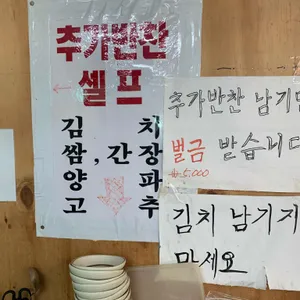 추가반찬
← 셀프
김 치
쌈 , 간 장
양 파
고 추
추가반찬 남기면
벌금 받습니다
₩5,000
김치 남기지
마세요